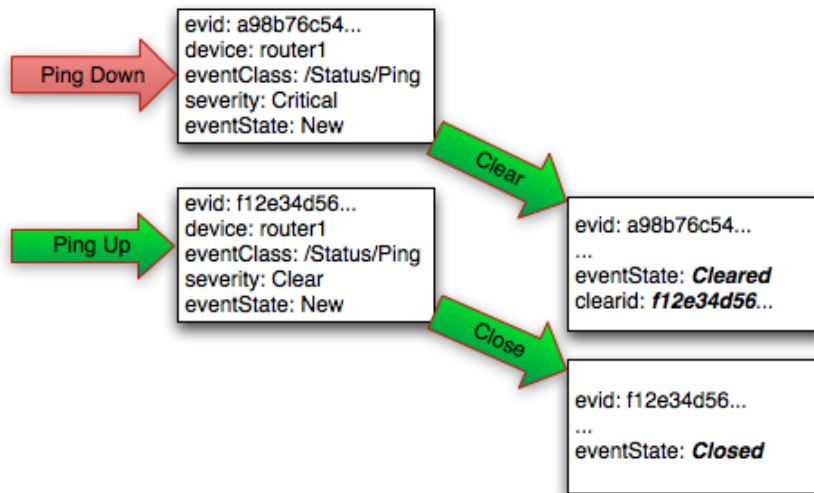 Ping Down
evid: a98b76c54...
device: router1
eventClass: /Status/Ping
severity: Critical
eventState: New
Clear
Ping Up
evid: f12e34d56...
device: router1
eventClass: /Status/Ping
severity: Clear
eventState: New
Close
evid: a98b76c54...
...
eventState: Cleared
clearid: f12e34d56...
evid: f12e34d56...
...
eventState: Closed